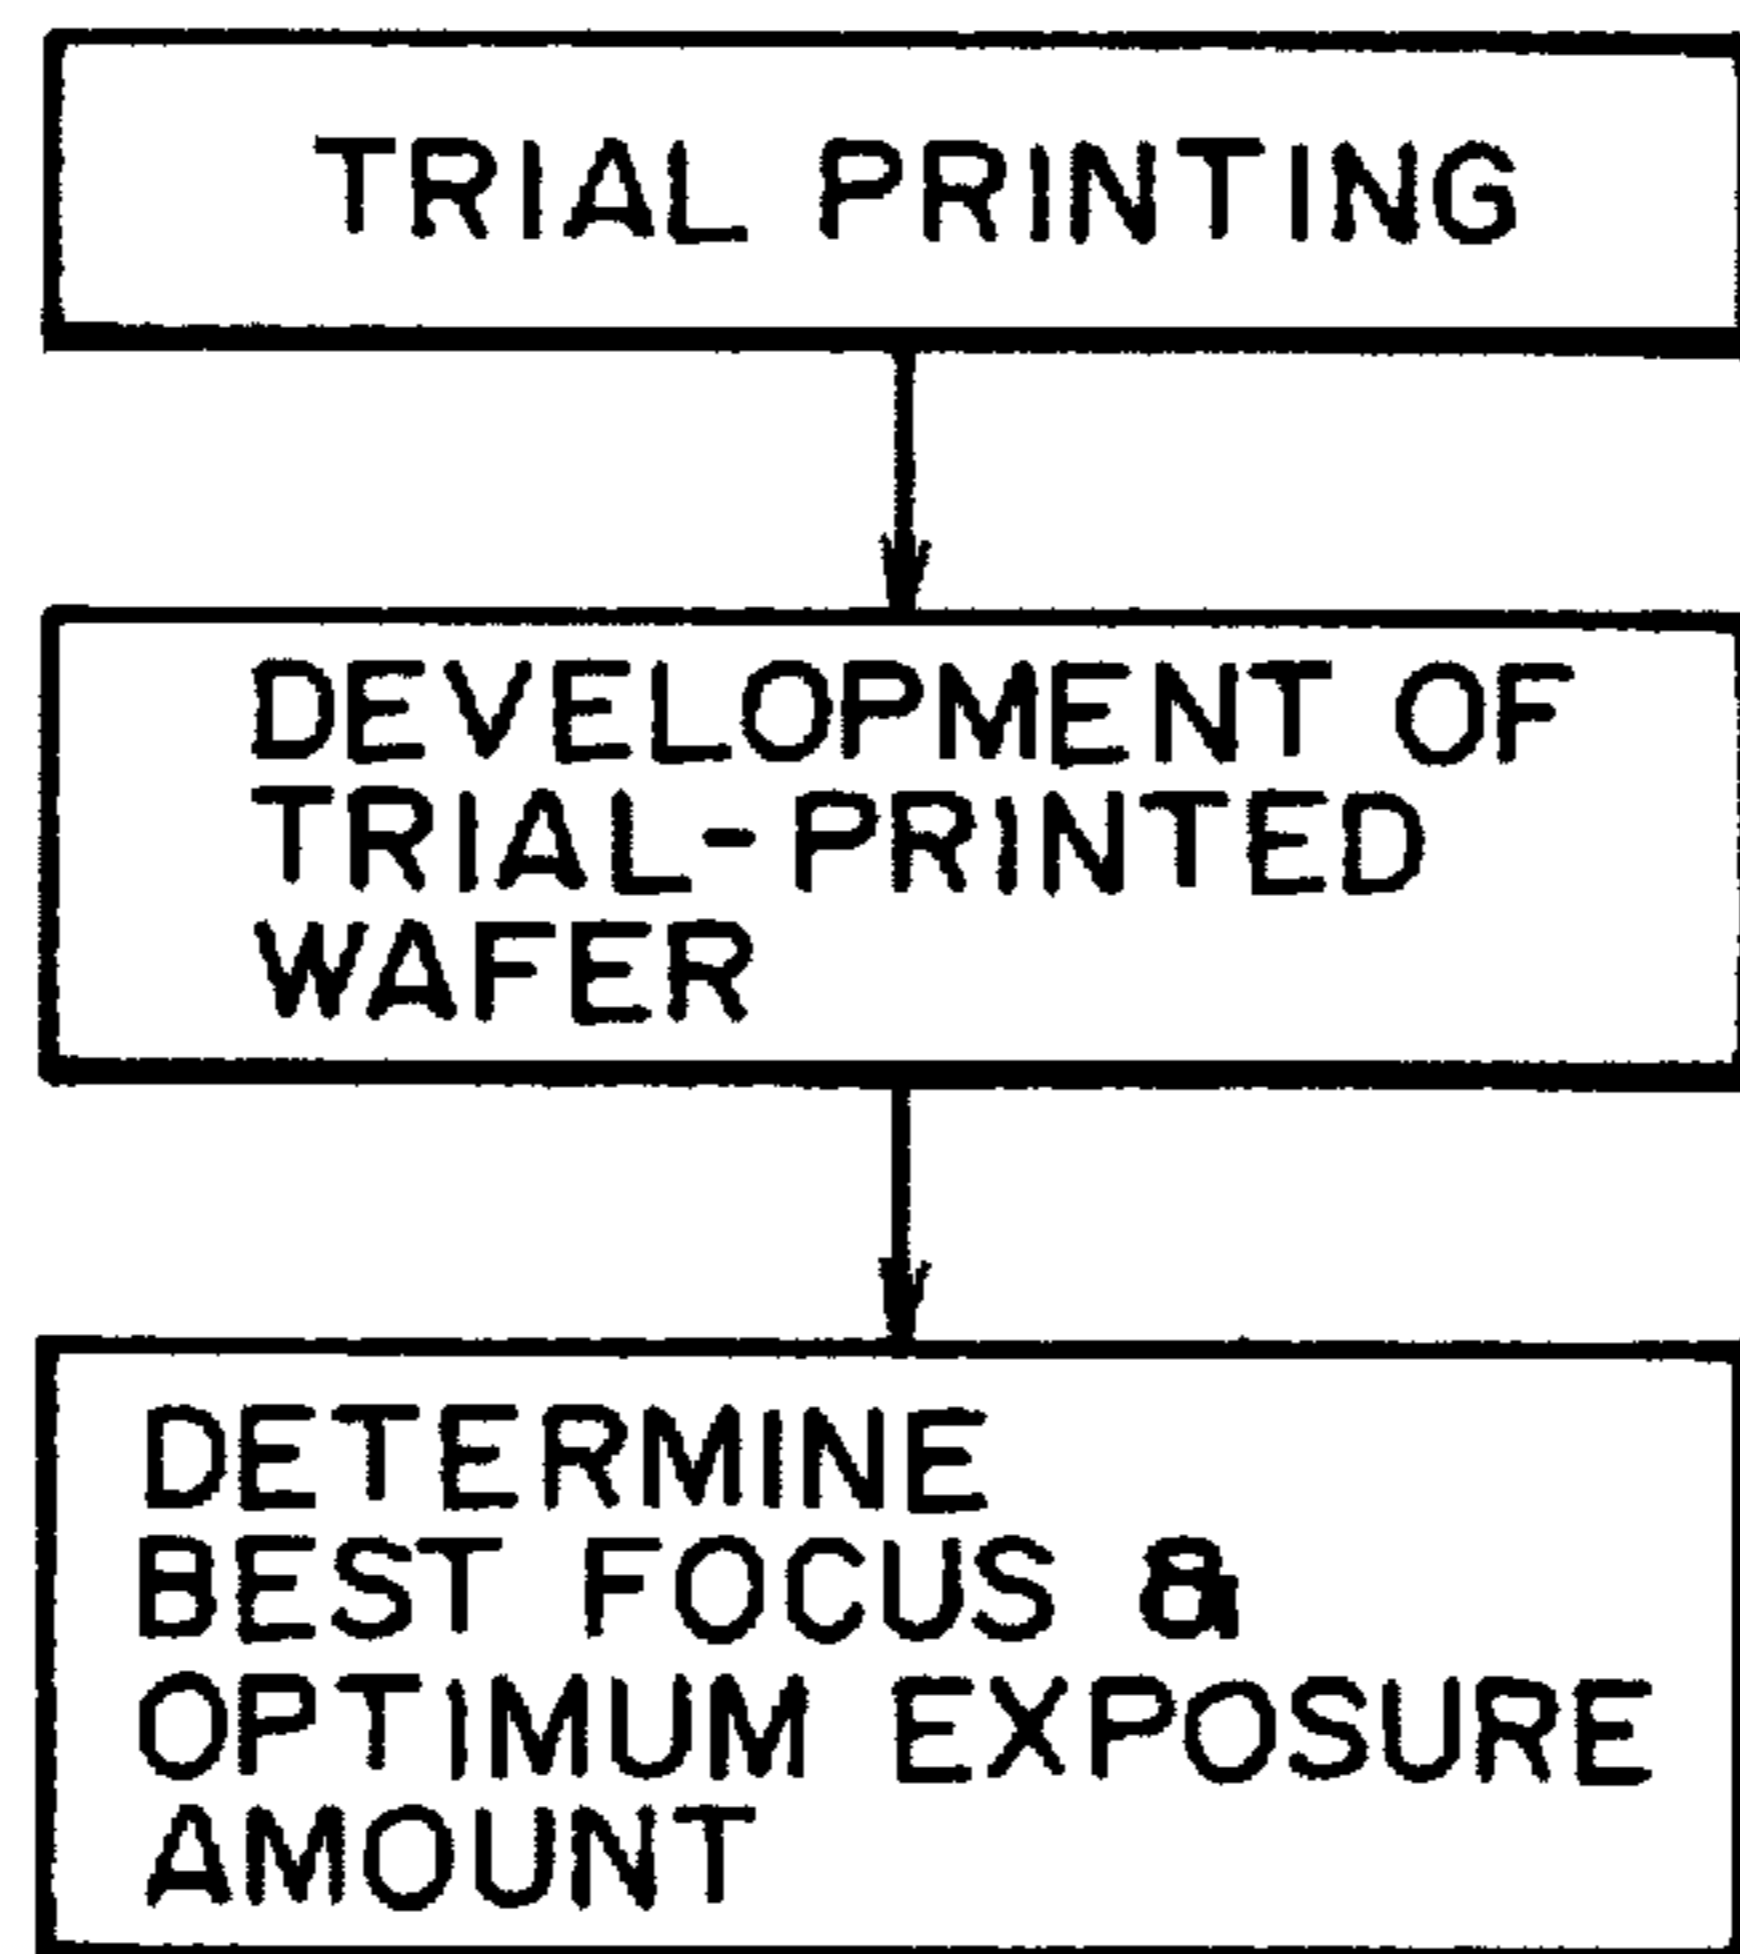 TRIAL PRINTING
DEVELOPMENT OF
TRIAL-PRINTED
WAFER
DETERMINE
BEST FOCUS &
OPTIMUM EXPOSURE
AMOUNT